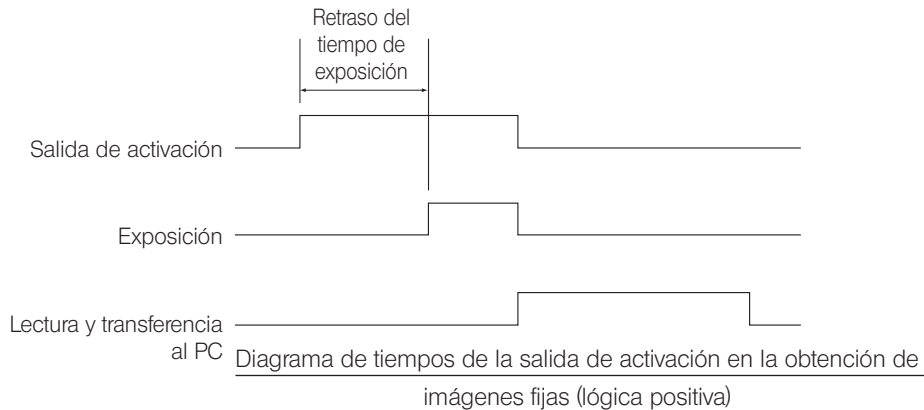 Retraso del
tiempo de
exposición
Salida de activación
Exposición
Lectura y transferencia
al PC
Diagrama de tiempos de la salida de activación en la obtención de
imágenes fijas (lógica positiva)